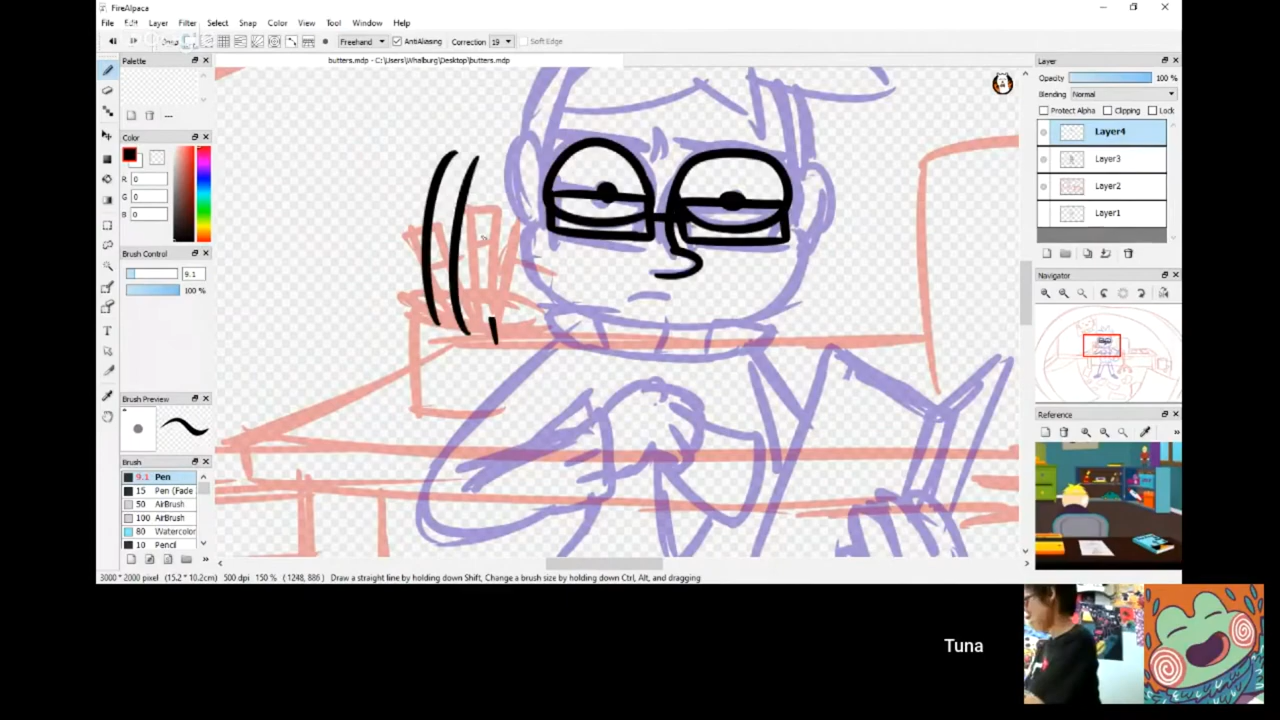 FireAlpaca
File Edit Layer Filter Select Snap Color View Tool Window Help
Snap Freehand AntiAliasing Correction 19 Soft Edge
butters.mdp - C:\Users\Whalburg\Desktop\butters.mdp
Palette
Color
R 0
G 0
B 0
Brush Control
9.1
100 %
Brush Preview
Brush
9.1 Pen
15 Pen (Fade
50 AirBrush
100 AirBrush
80 Watercolor
10 Pencil
Layer
Opacity 100 %
Blending Normal
Protect Alpha Clipping Lock
Layer4
Layer3
Layer2
Layer1
Navigator
Reference
3000 * 2000 pixel (15.2 * 10.2cm) 500 dpi 150 % ( 1248, 886 ) Draw a straight line by holding down Shift, Change a brush size by holding down Ctrl, Alt, and dragging
Tuna